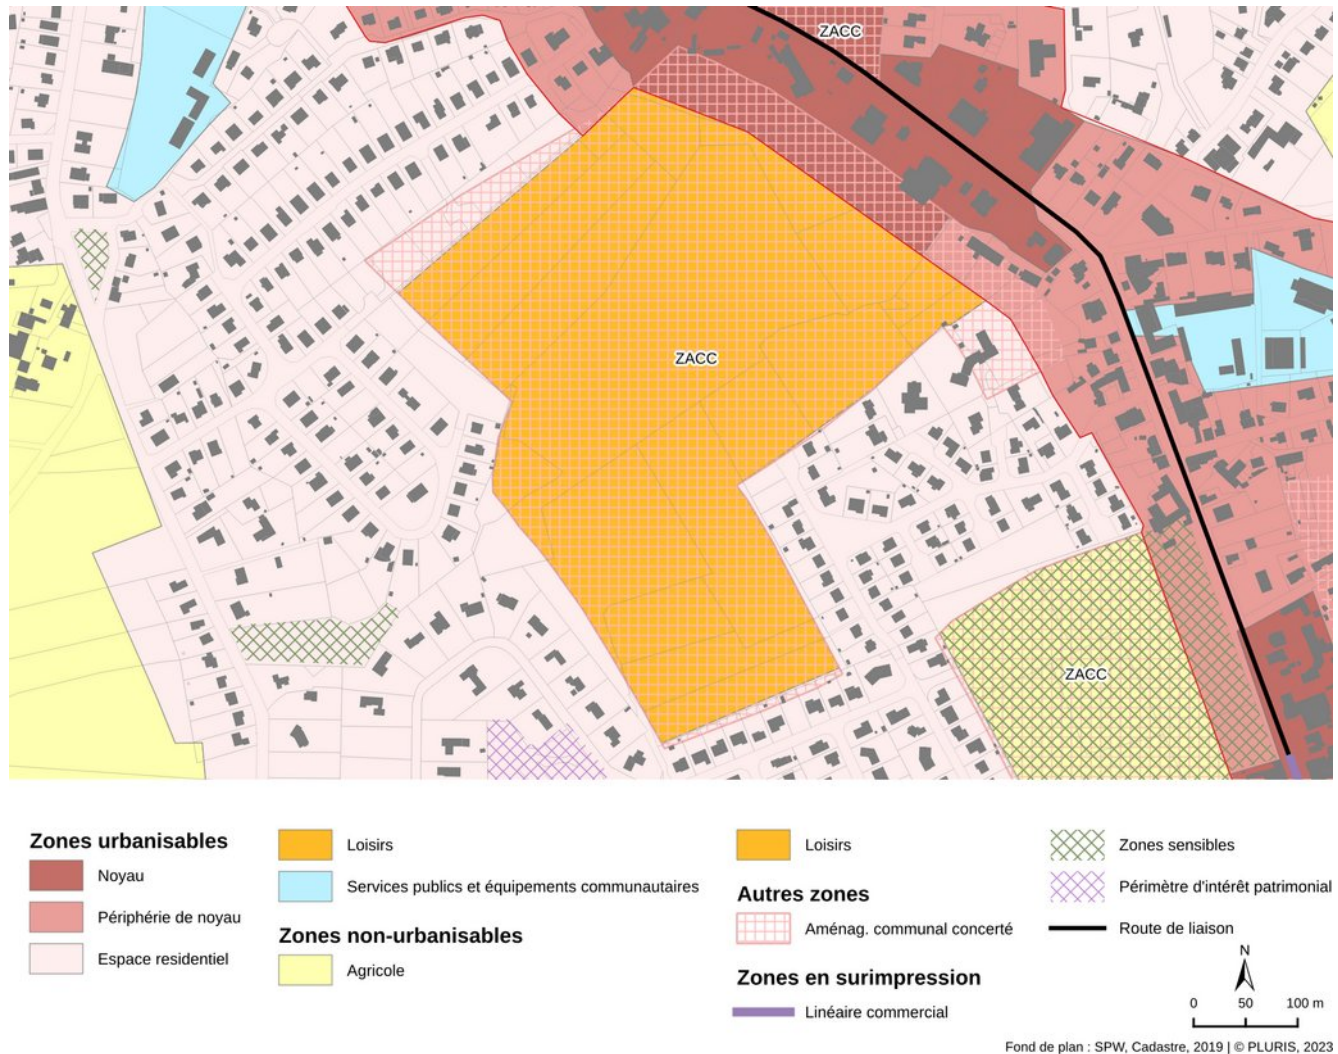 ZACC
ZACC
ZACC
Zones urbanisables
Noyau
Périphérie de noyau
Espace residentiel
Loisirs
Services publics et équipements communautaires
Zones non-urbanisables
Agricole
Loisirs
Autres zones
Aménag. communal concerté
Zones en surimpression
Linéaire commercial
Zones sensibles
Périmètre d'intérêt patrimonial
Route de liaison
N
0 50 100 m
Fond de plan : SPW, Cadastre, 2019 | © PLURIS, 2023